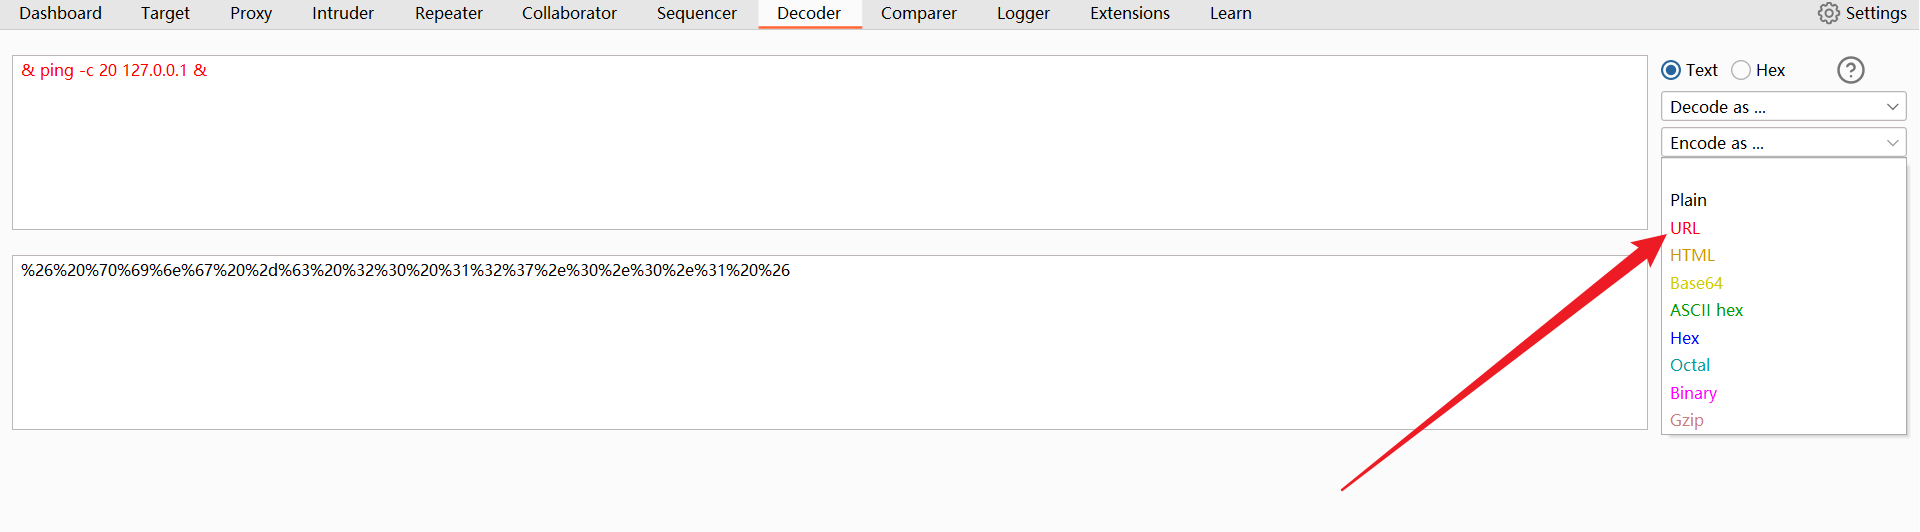 Dashboard Target Proxy Intruder Repeater Collaborator Sequencer Decoder Comparer Logger Extensions Learn Settings
& ping -c 20 127.0.0.1 &
Text Hex ?
Decode as ...
Encode as ...
Plain
URL
HTML
Base64
ASCII hex
Hex
Octal
Binary
Gzip
%26%20%70%69%6e%67%20%2d%63%20%32%30%20%31%32%37%2e%30%2e%30%2e%31%20%26